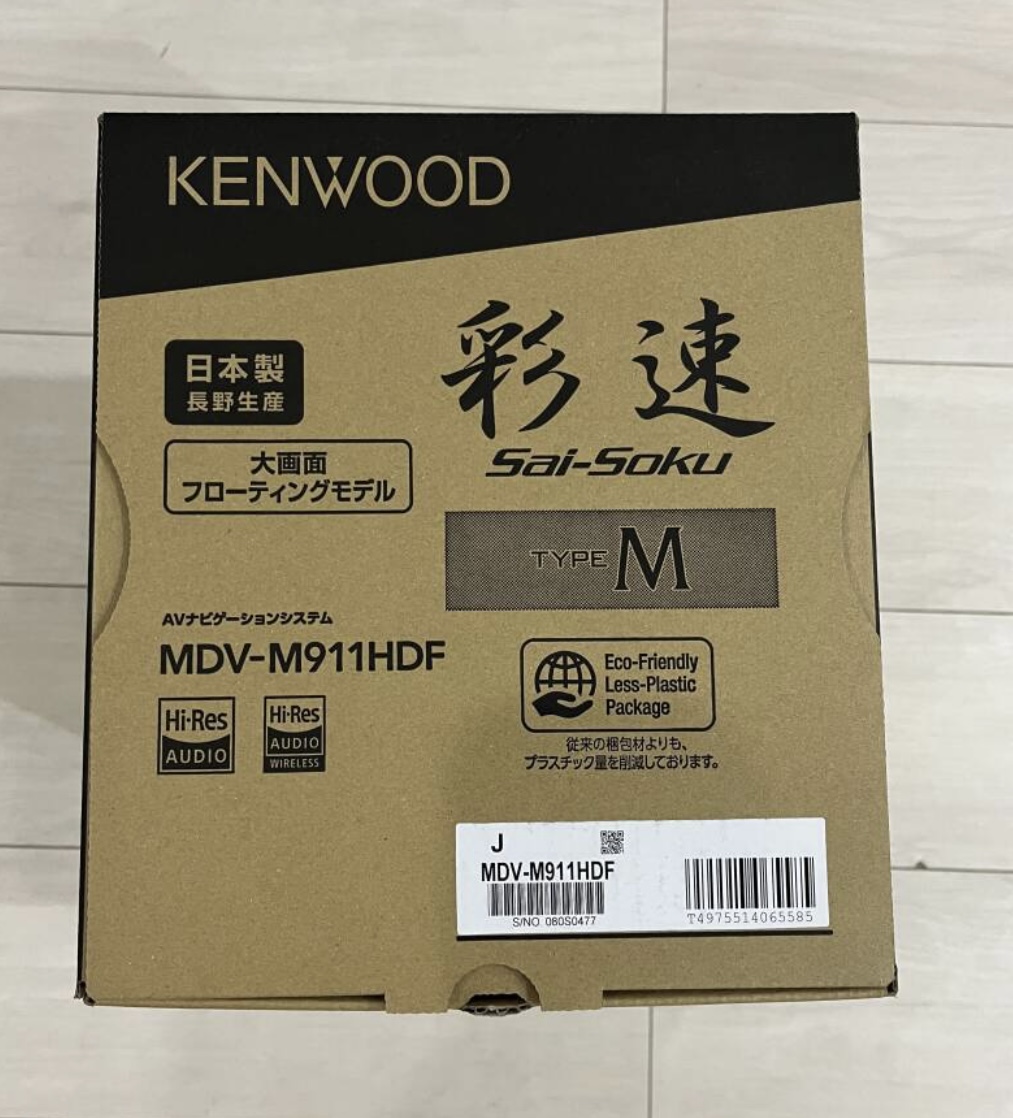 KENWOOD
彩速
Sai-Soku
日本製
長野生産
大画面
フローティングモデル
TYPE M
AVナビゲーションシステム
MDV-M911HDF
Hi-Res
AUDIO
Hi-Res
AUDIO
WIRELESS
Eco-Friendly
Less-Plastic
Package
従来の梱包材よりも、
プラスチック量を削減しております。
J
MDV-M911HDF
S/NO 080S0477
T4975514065585